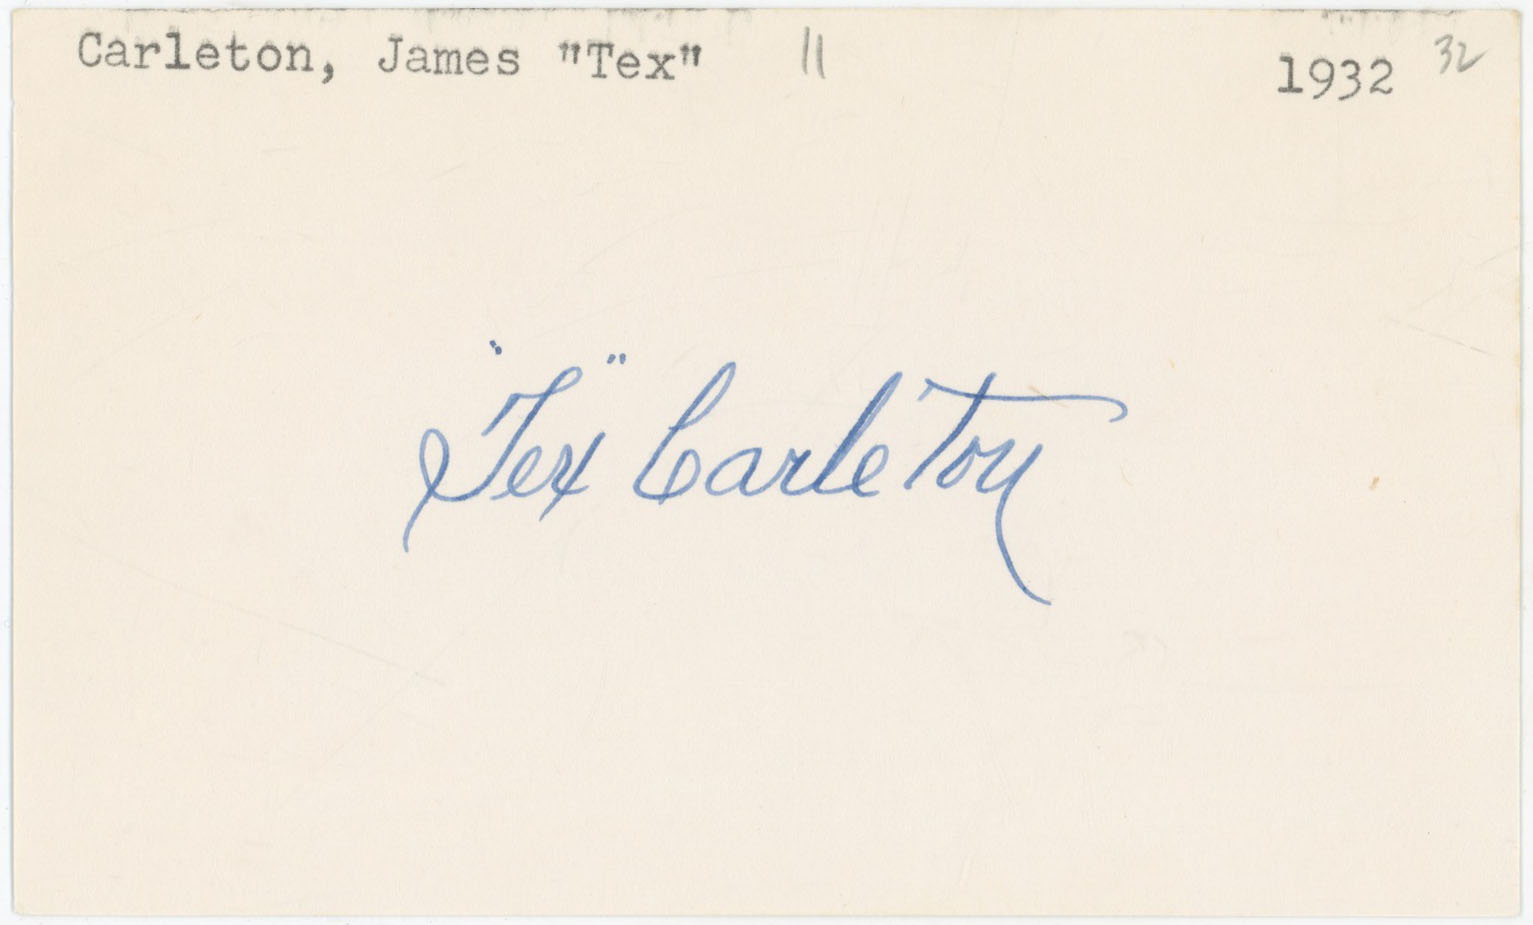 Carleton, James "Tex" 11 1932 32
"Tex" Carleton